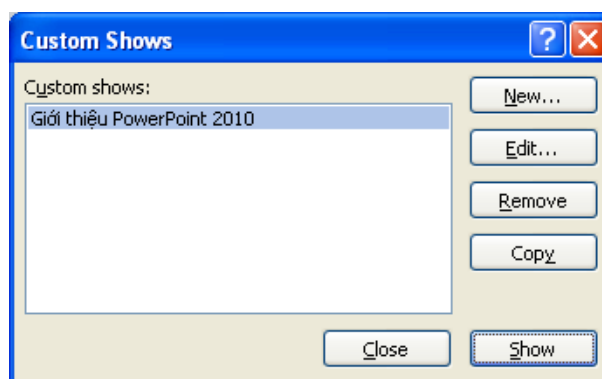 Custom Shows
Custom shows:
Giới thiệu PowerPoint 2010
New...
Edit...
Remove
Copy
Close
Show